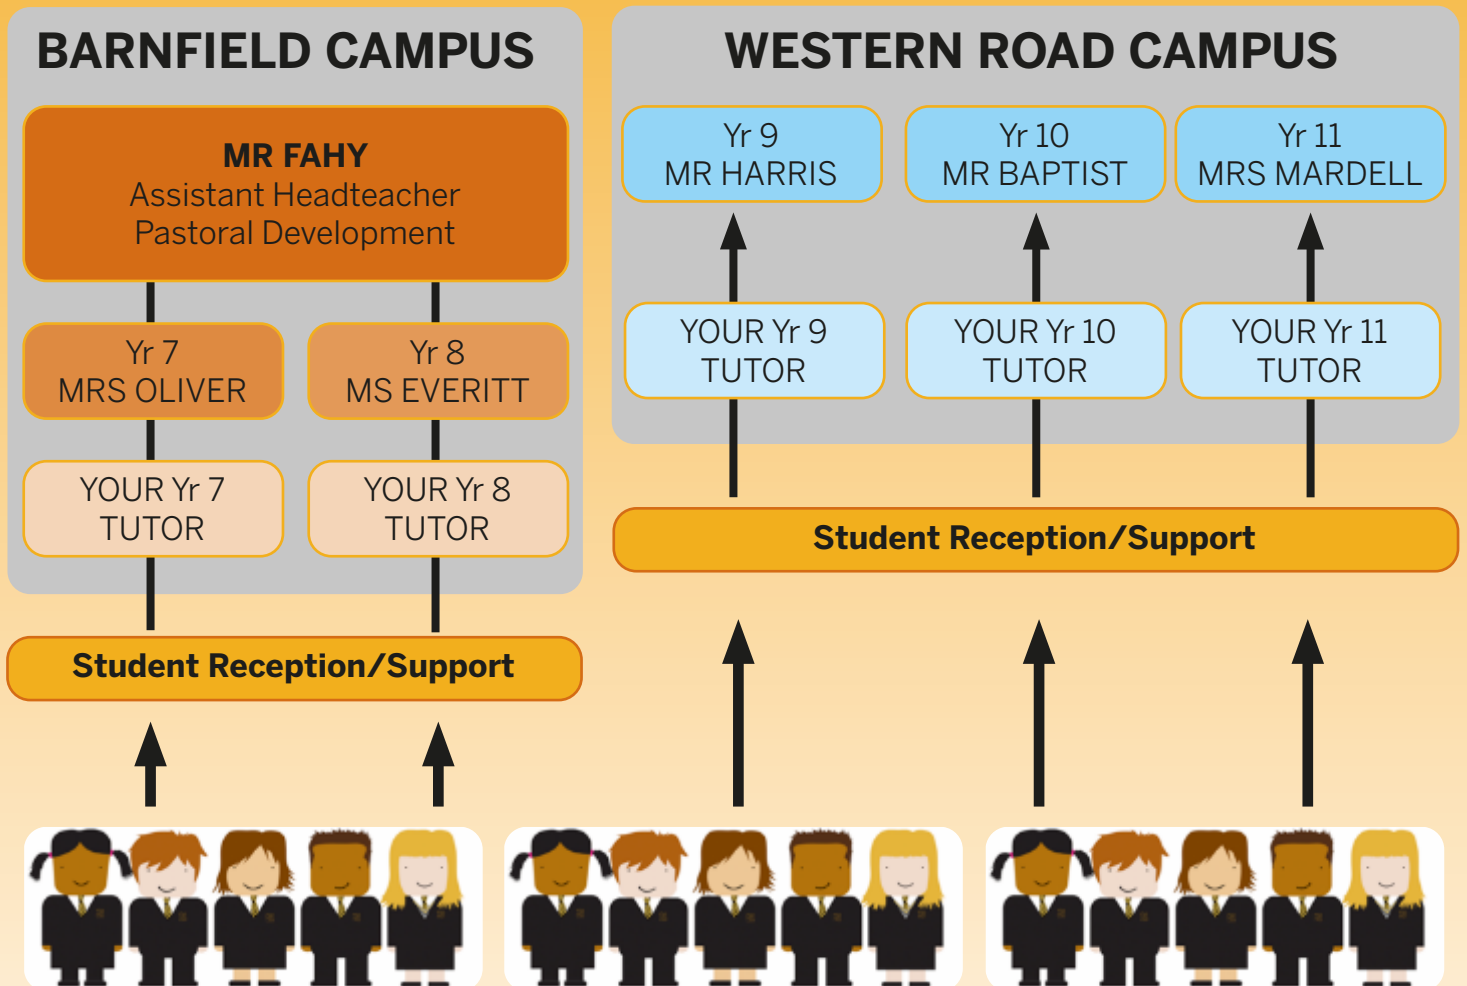 BARNFIELD CAMPUS
MR FAHY
Assistant Headteacher
Pastoral Development
Yr 7
MRS OLIVER
Yr 8
MS EVERITT
YOUR Yr 7
TUTOR
YOUR Yr 8
TUTOR
Student Reception/Support
WESTERN ROAD CAMPUS
Yr 9
MR HARRIS
Yr 10
MR BAPTIST
Yr 11
MRS MARDELL
YOUR Yr 9
TUTOR
YOUR Yr 10
TUTOR
YOUR Yr 11
TUTOR
Student Reception/Support